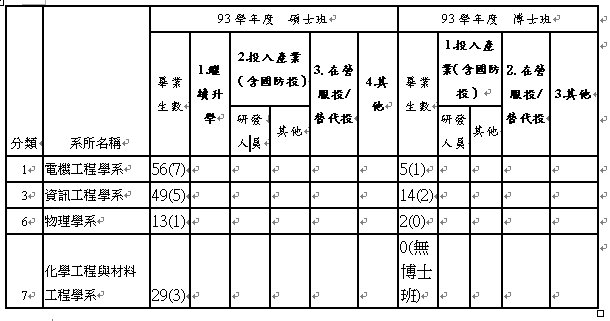 93 學年度 碩士班 93 學年度 博士班
分類 系所名稱 畢業生數 1.繼續升學 2.投入產業(含國防役) 3.在營服役/替代役 4.其他 畢業生數 1.投入產業(含國防役) 2.在營服役/替代役 3.其他
研發人員 其他 研發人員 其他
1 電機工程學系 56(7) 5(1)
3 資訊工程學系 49(5) 14(2)
6 物理學系 13(1) 2(0)
7 化學工程與材料工程學系 29(3) 0(無博士班)